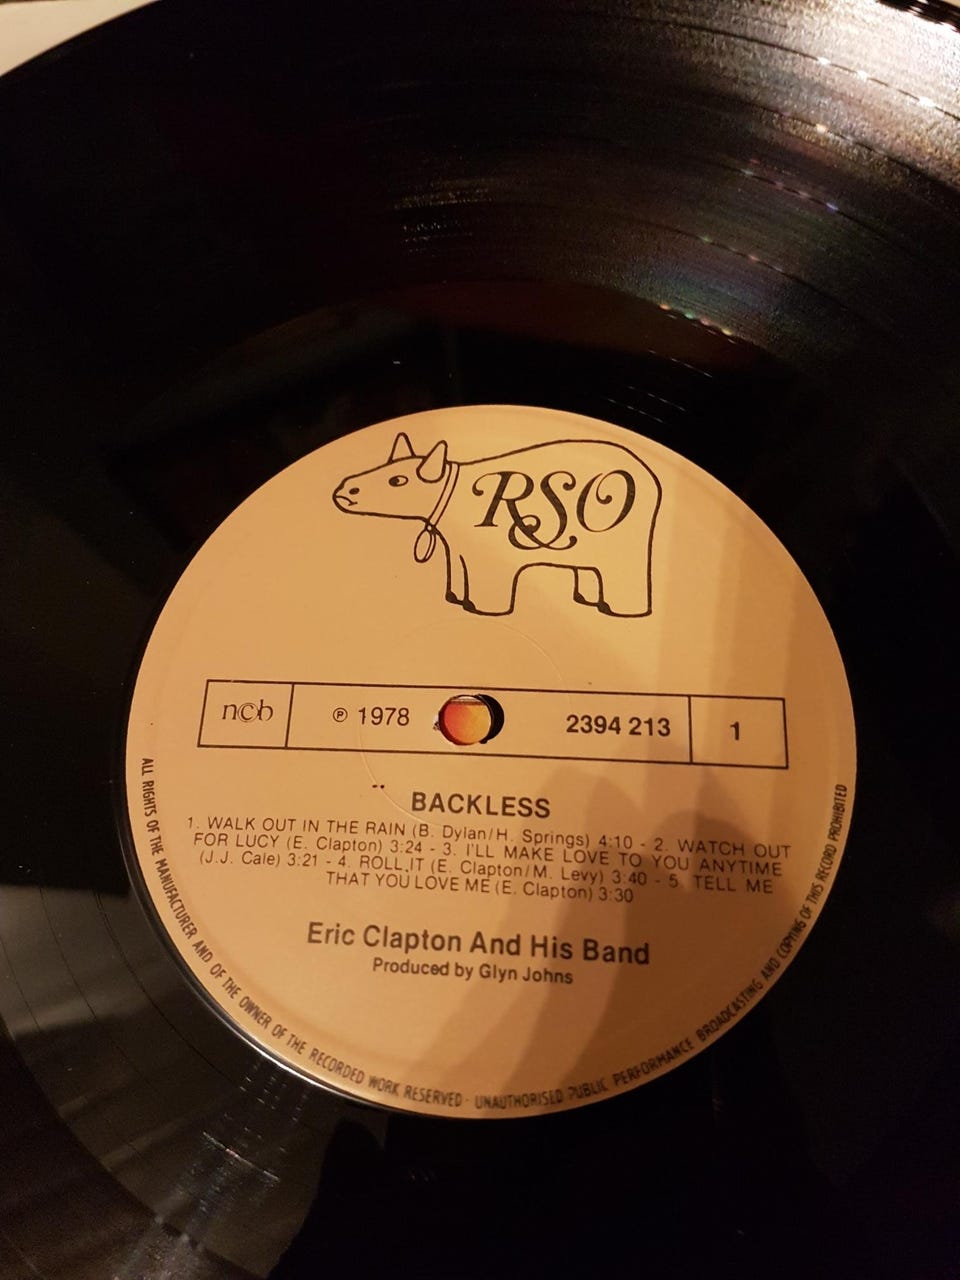 RSO
n©b
℗ 1978
2394 213
1
BACKLESS
1. WALK OUT IN THE RAIN (B. Dylan/H. Springs) 4:10 - 2. WATCH OUT
FOR LUCY (E. Clapton) 3:24 - 3. I'LL MAKE LOVE TO YOU ANYTIME
(J.J. Cale) 3:21 - 4. ROLL IT (E. Clapton/M. Levy) 3:40 - 5. TELL ME
THAT YOU LOVE ME (E. Clapton) 3:30
Eric Clapton And His Band
Produced by Glyn Johns
ALL RIGHTS OF THE MANUFACTURER AND OF THE OWNER OF THE RECORDED WORK RESERVED · UNAUTHORISED PUBLIC PERFORMANCE BROADCASTING AND COPYING OF THIS RECORD PROHIBITED